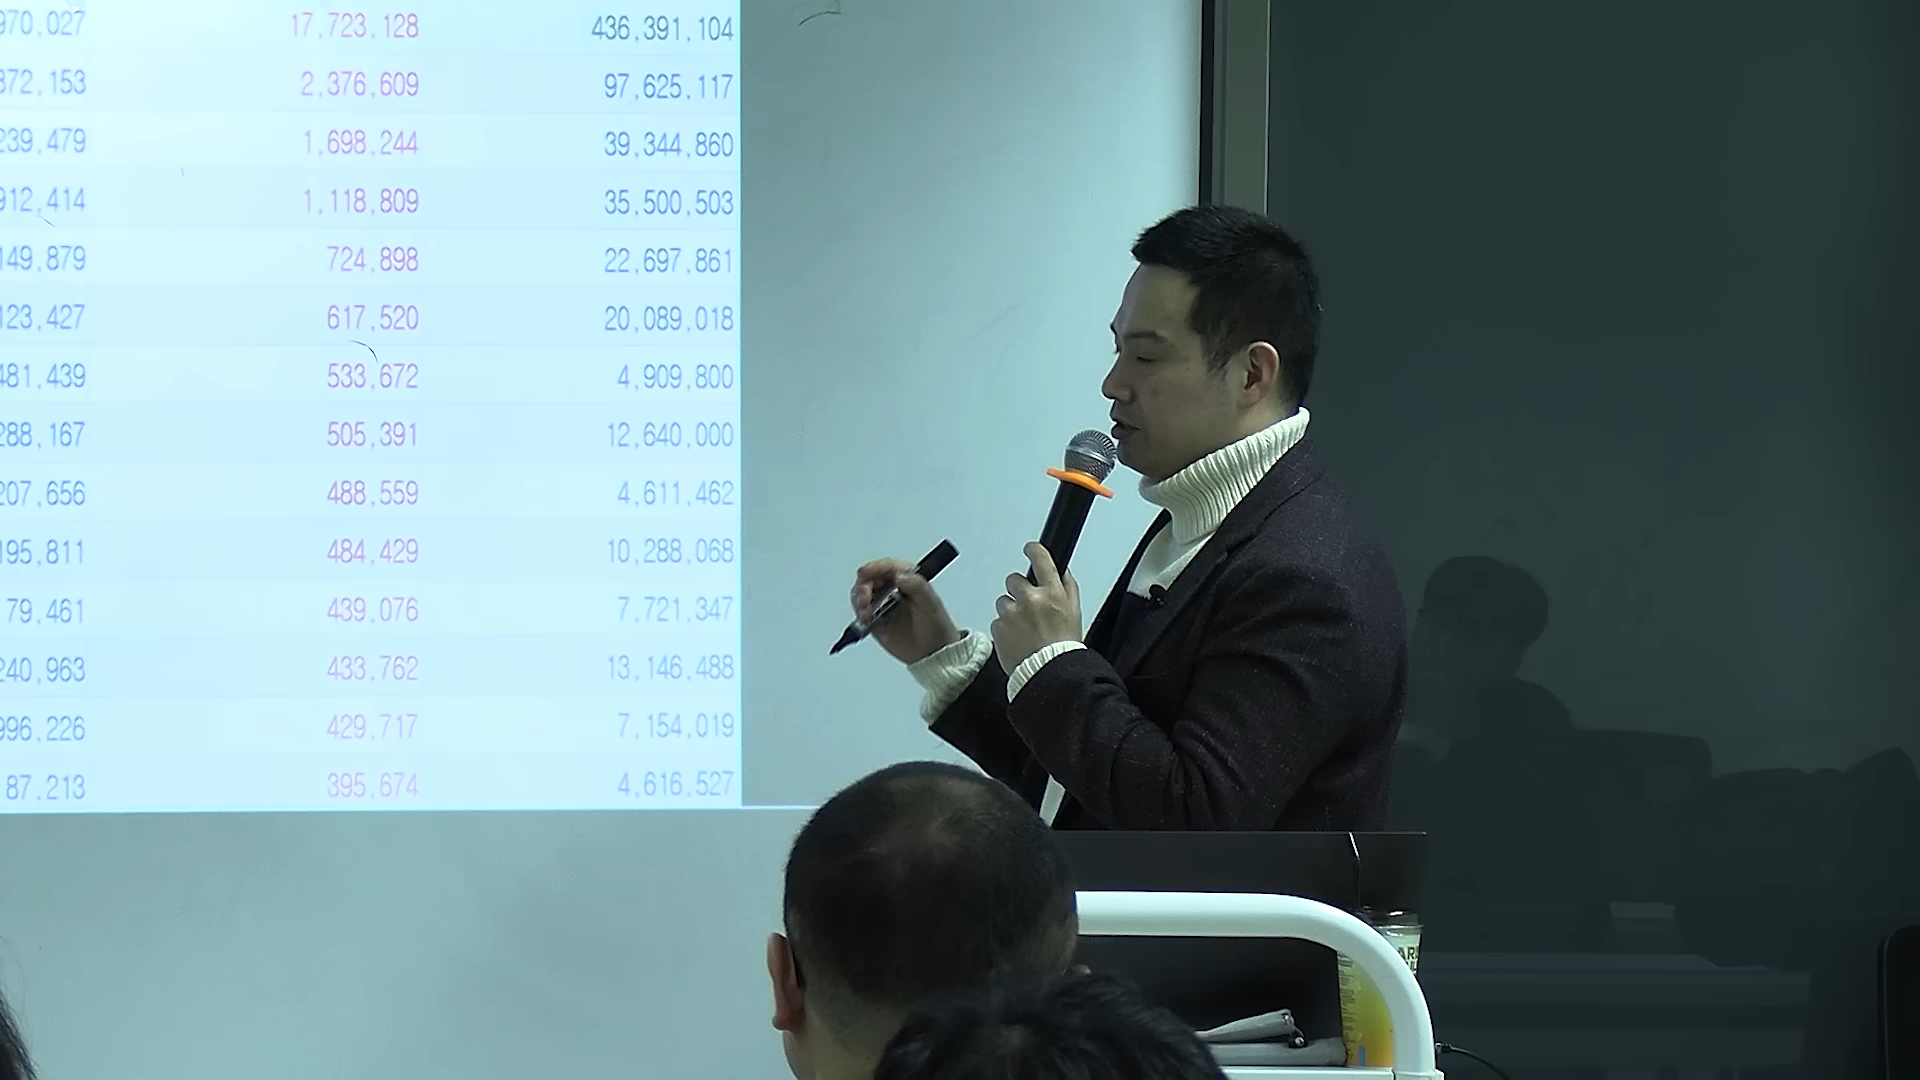 970,027 17,723,128 436,391,104
372,153 2,376,609 97,625,117
239,479 1,698,244 39,344,860
912,414 1,118,809 35,500,503
149,879 724,898 22,697,861
123,427 617,520 20,089,018
481,439 533,672 4,909,800
288,167 505,391 12,640,000
207,656 488,559 4,611,462
195,811 484,429 10,288,068
79,461 439,076 7,721,347
240,963 433,762 13,146,488
996,226 429,717 7,154,019
87,213 395,674 4,616,527